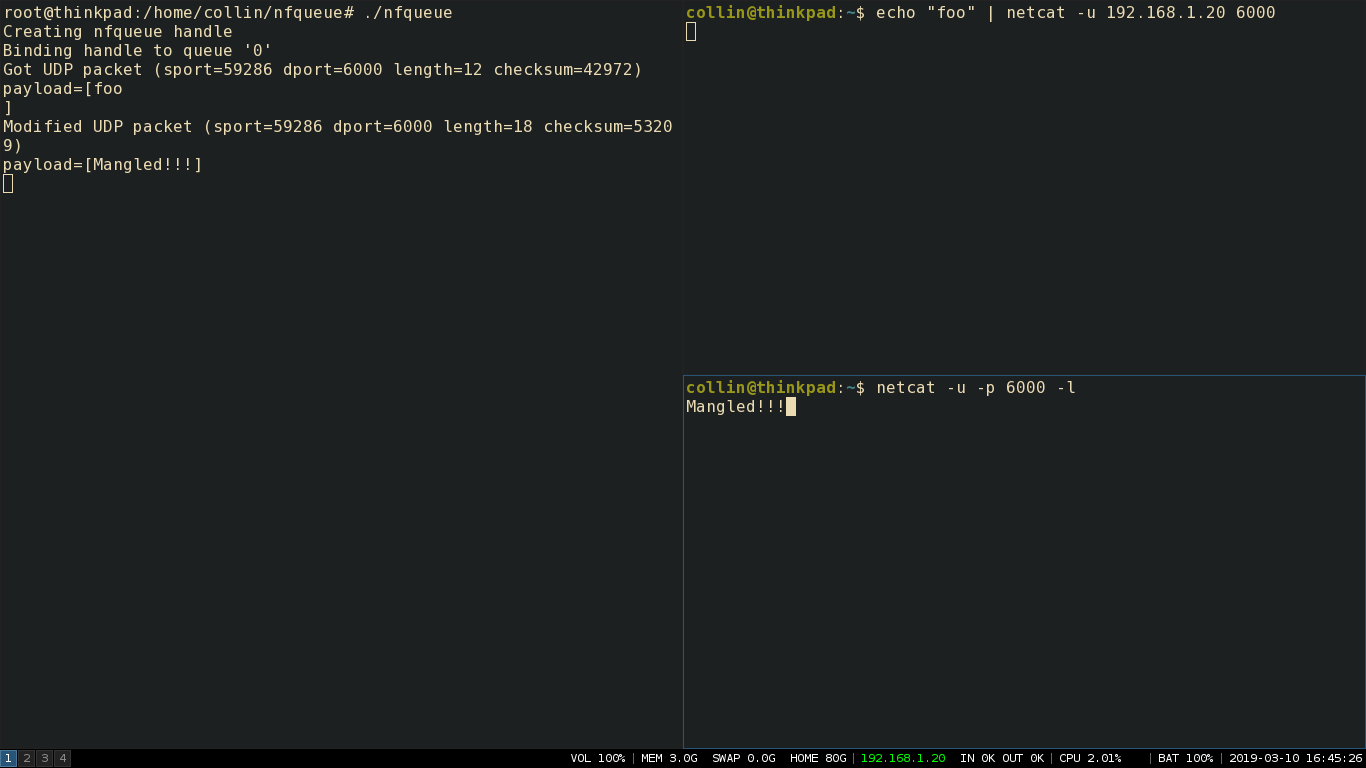 root@thinkpad:/home/collin/nfqueue# ./nfqueue
Creating nfqueue handle
Binding handle to queue '0'
Got UDP packet (sport=59286 dport=6000 length=12 checksum=42972)
payload=[foo
]
Modified UDP packet (sport=59286 dport=6000 length=18 checksum=5320
9)
payload=[Mangled!!!]
collin@thinkpad:~$ echo "foo" | netcat -u 192.168.1.20 6000
collin@thinkpad:~$ netcat -u -p 6000 -l
Mangled!!!
1 2 3 4 VOL 100% | MEM 3.0G SWAP 0.0G HOME 80G | 192.168.1.20 IN 0K OUT 0K | CPU 2.01% | BAT 100% | 2019-03-10 16:45:26